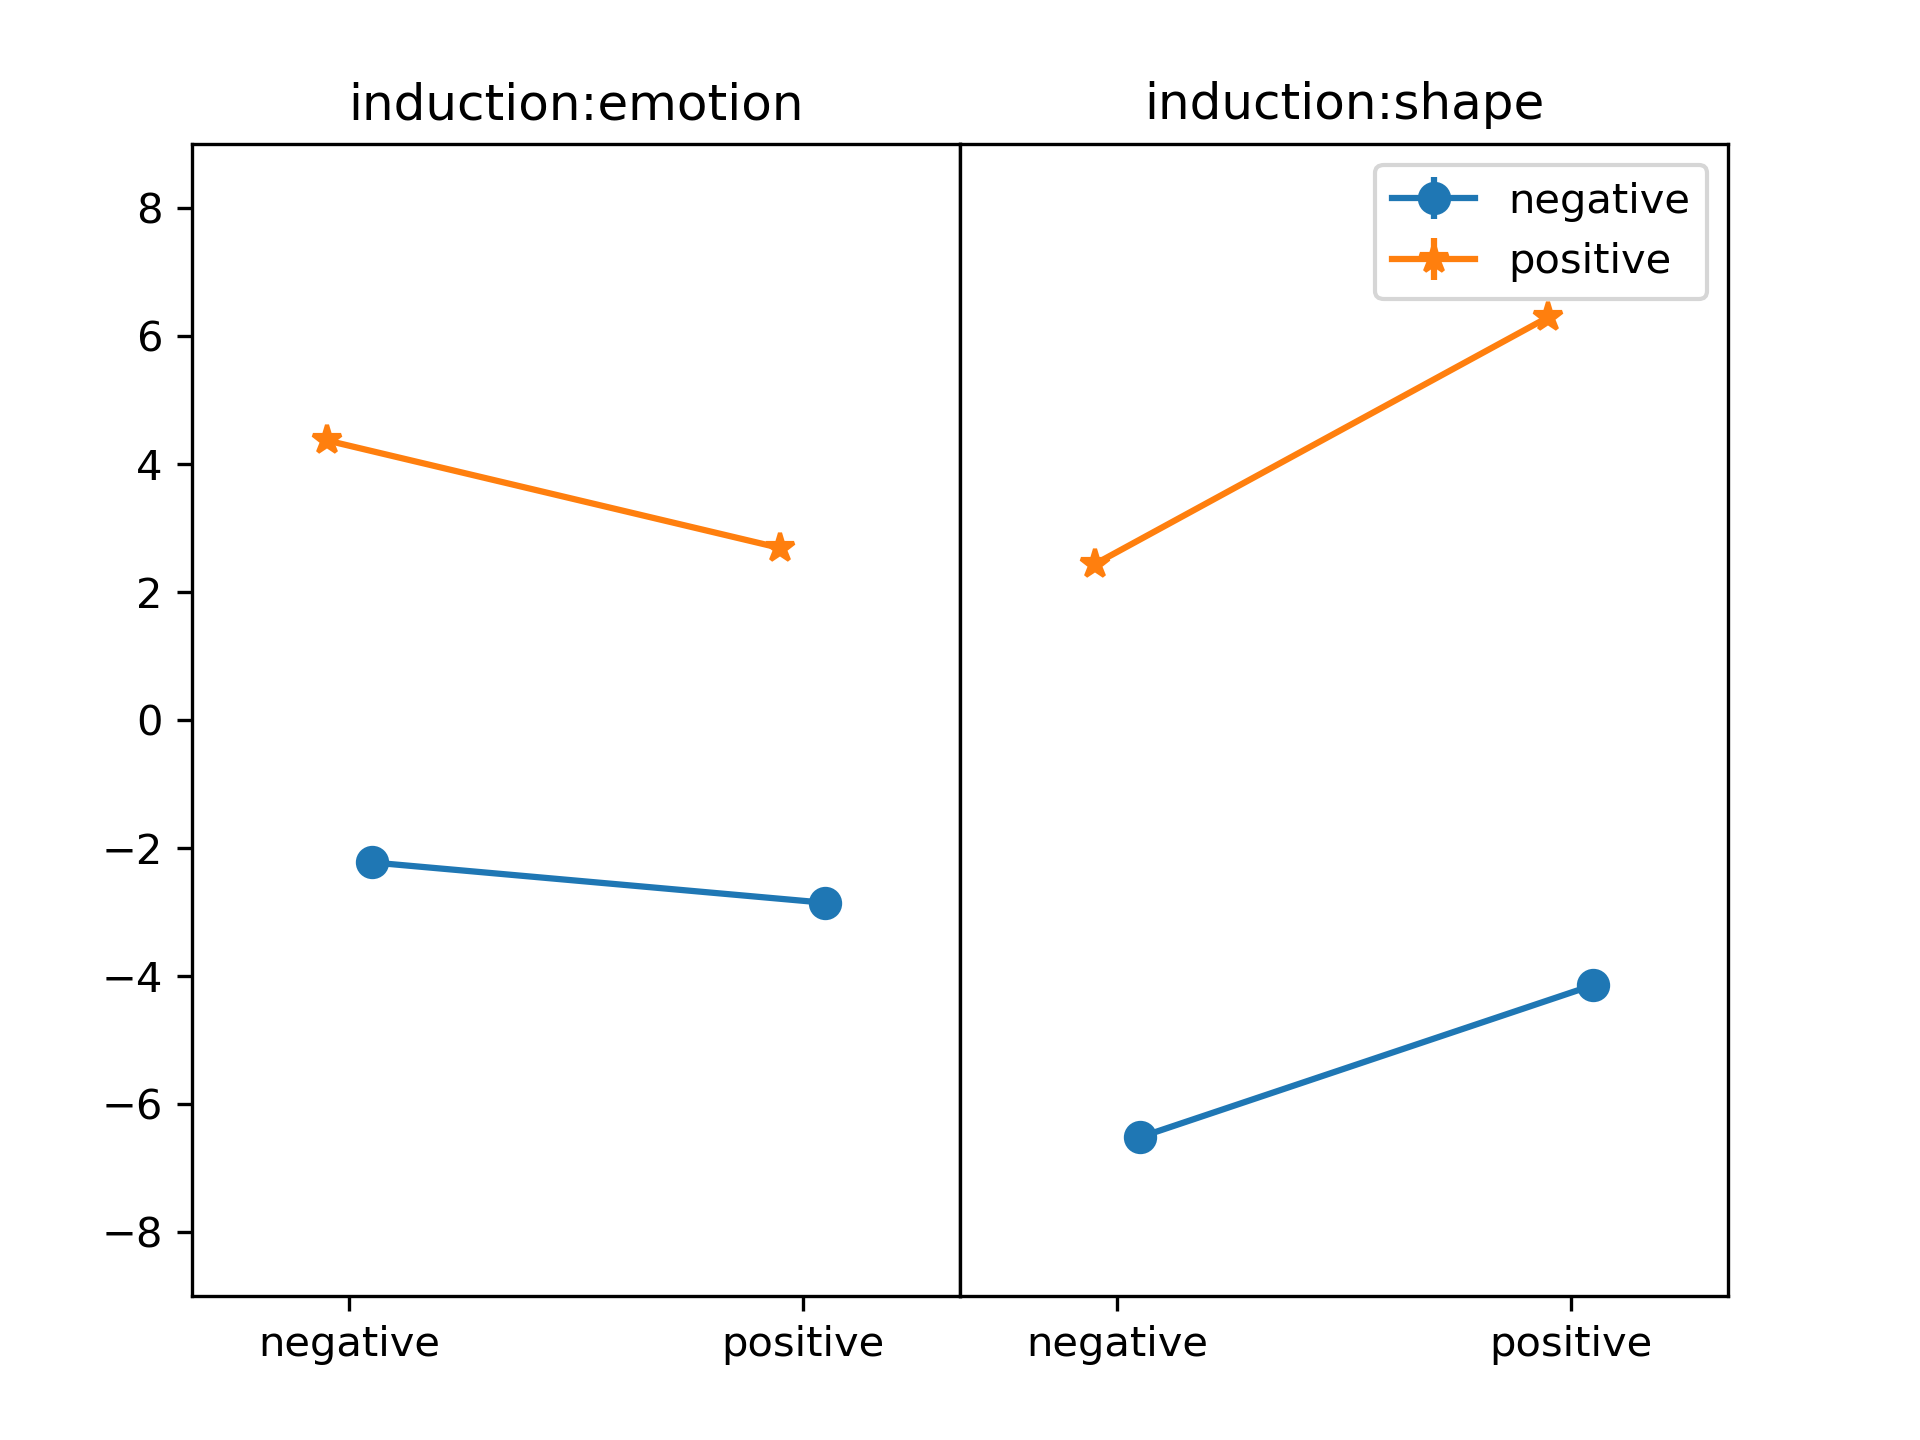 induction:emotion
induction:shape
negative
positive
8
6
4
2
0
−2
−4
−6
−8
negative positive negative positive